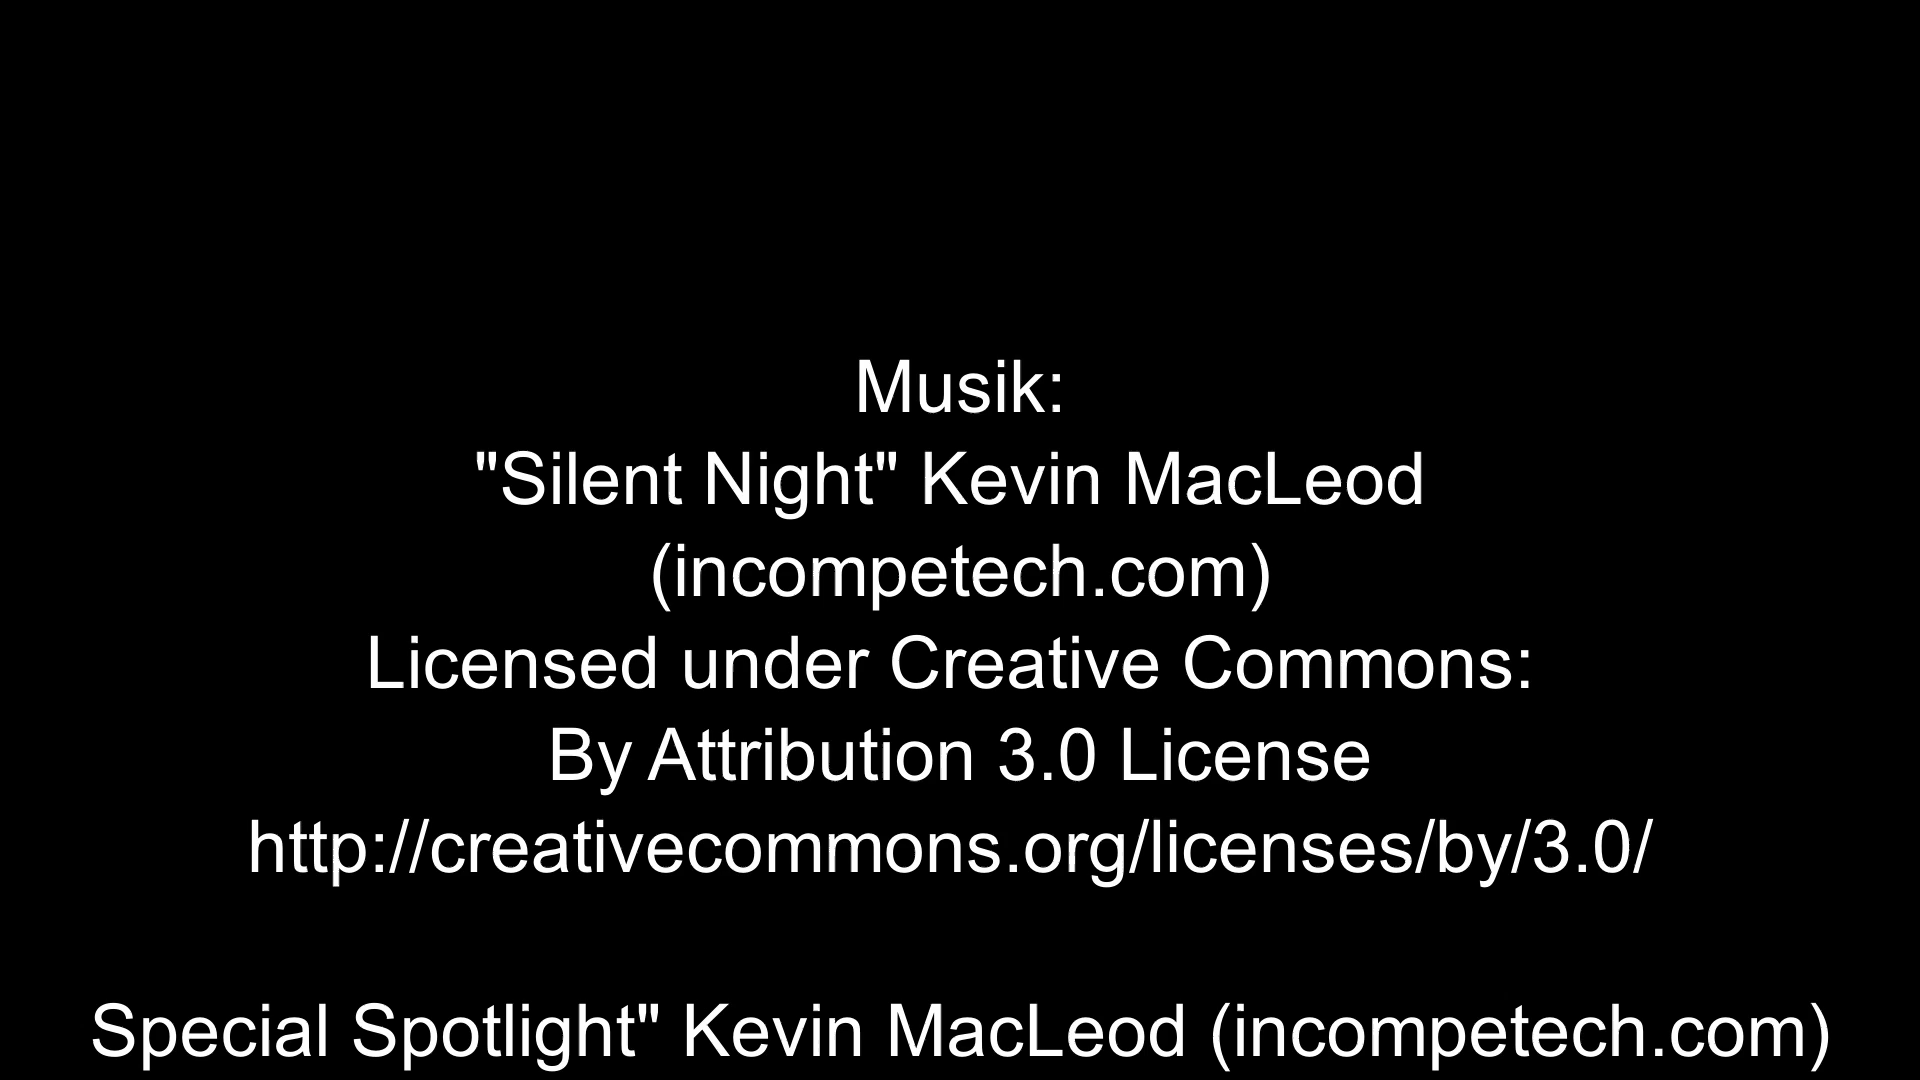 Musik:
"Silent Night" Kevin MacLeod
(incompetech.com)
Licensed under Creative Commons:
By Attribution 3.0 License
http://creativecommons.org/licenses/by/3.0/
Special Spotlight" Kevin MacLeod (incompetech.com)